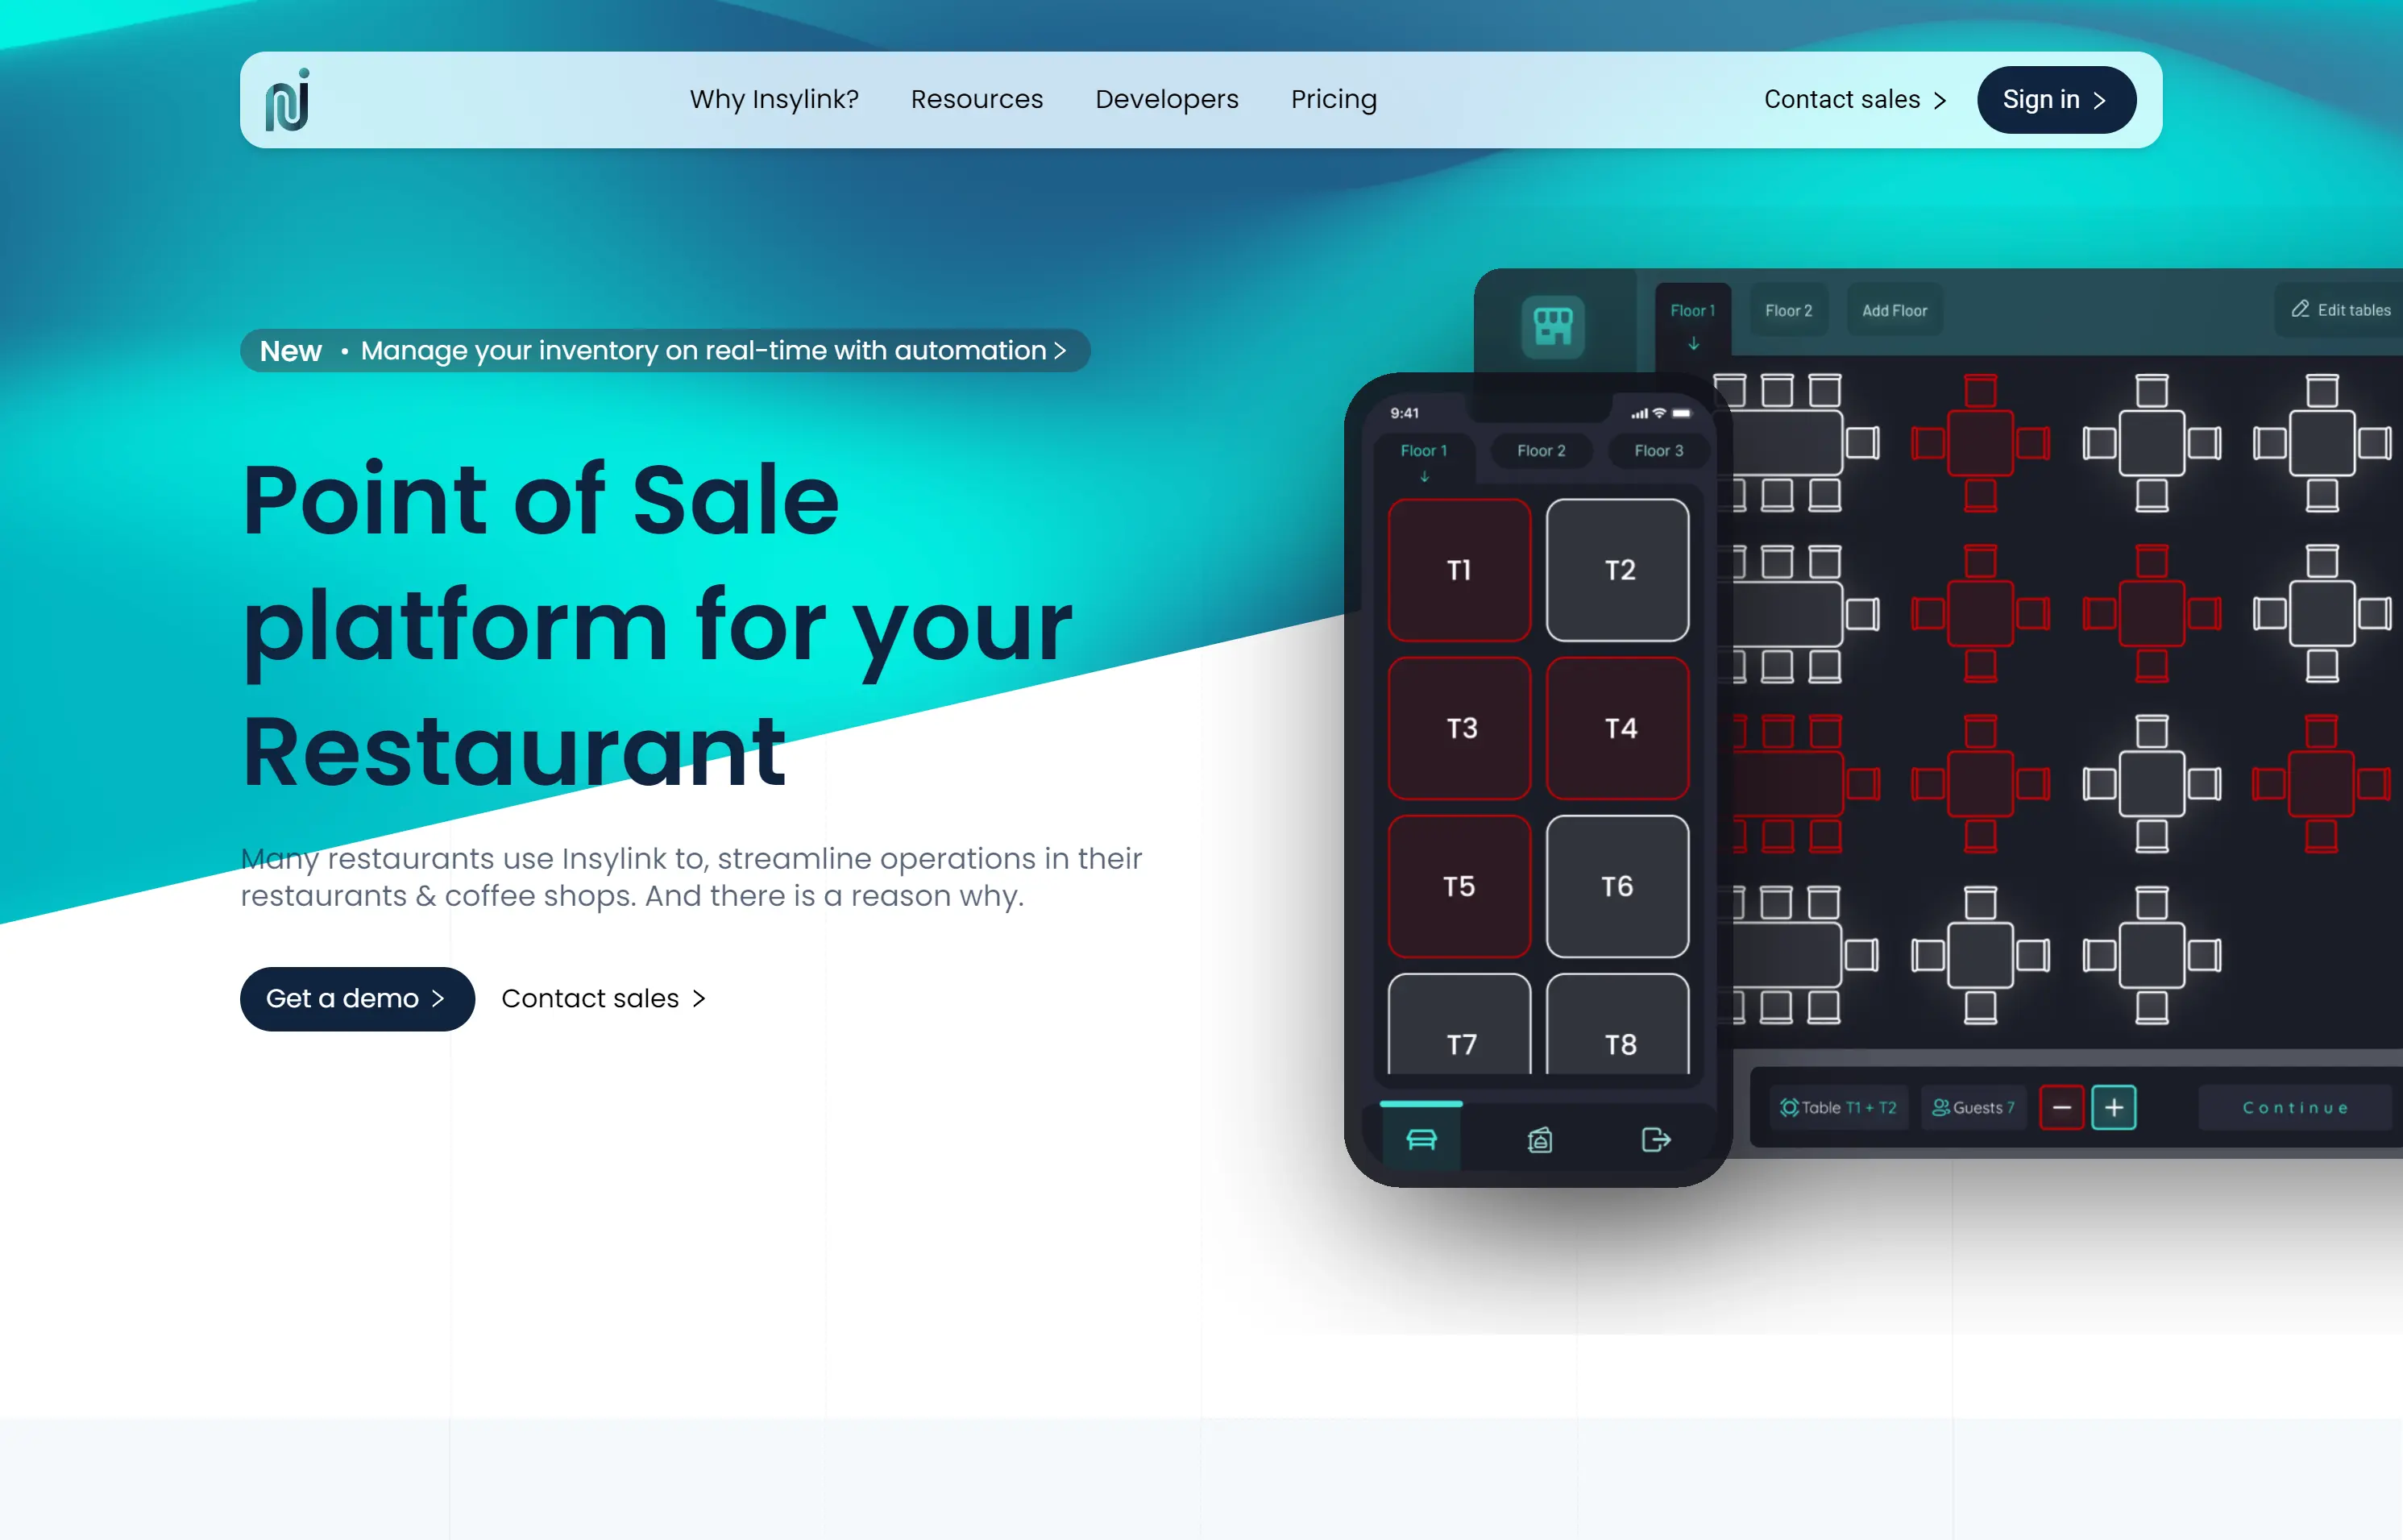 Why Insylink? Resources Developers Pricing Contact sales Sign in
New • Manage your inventory on real-time with automation
Point of Sale
platform for your
Restaurant
Many restaurants use Insylink to, streamline operations in their
restaurants & coffee shops. And there is a reason why.
Get a demo Contact sales
Floor 1 Floor 2 Add Floor Edit tables
9:41
Floor 1 Floor 2 Floor 3
T1 T2
T3 T4
T5 T6
T7 T8
Table T1 + T2 Guests 7 Continue